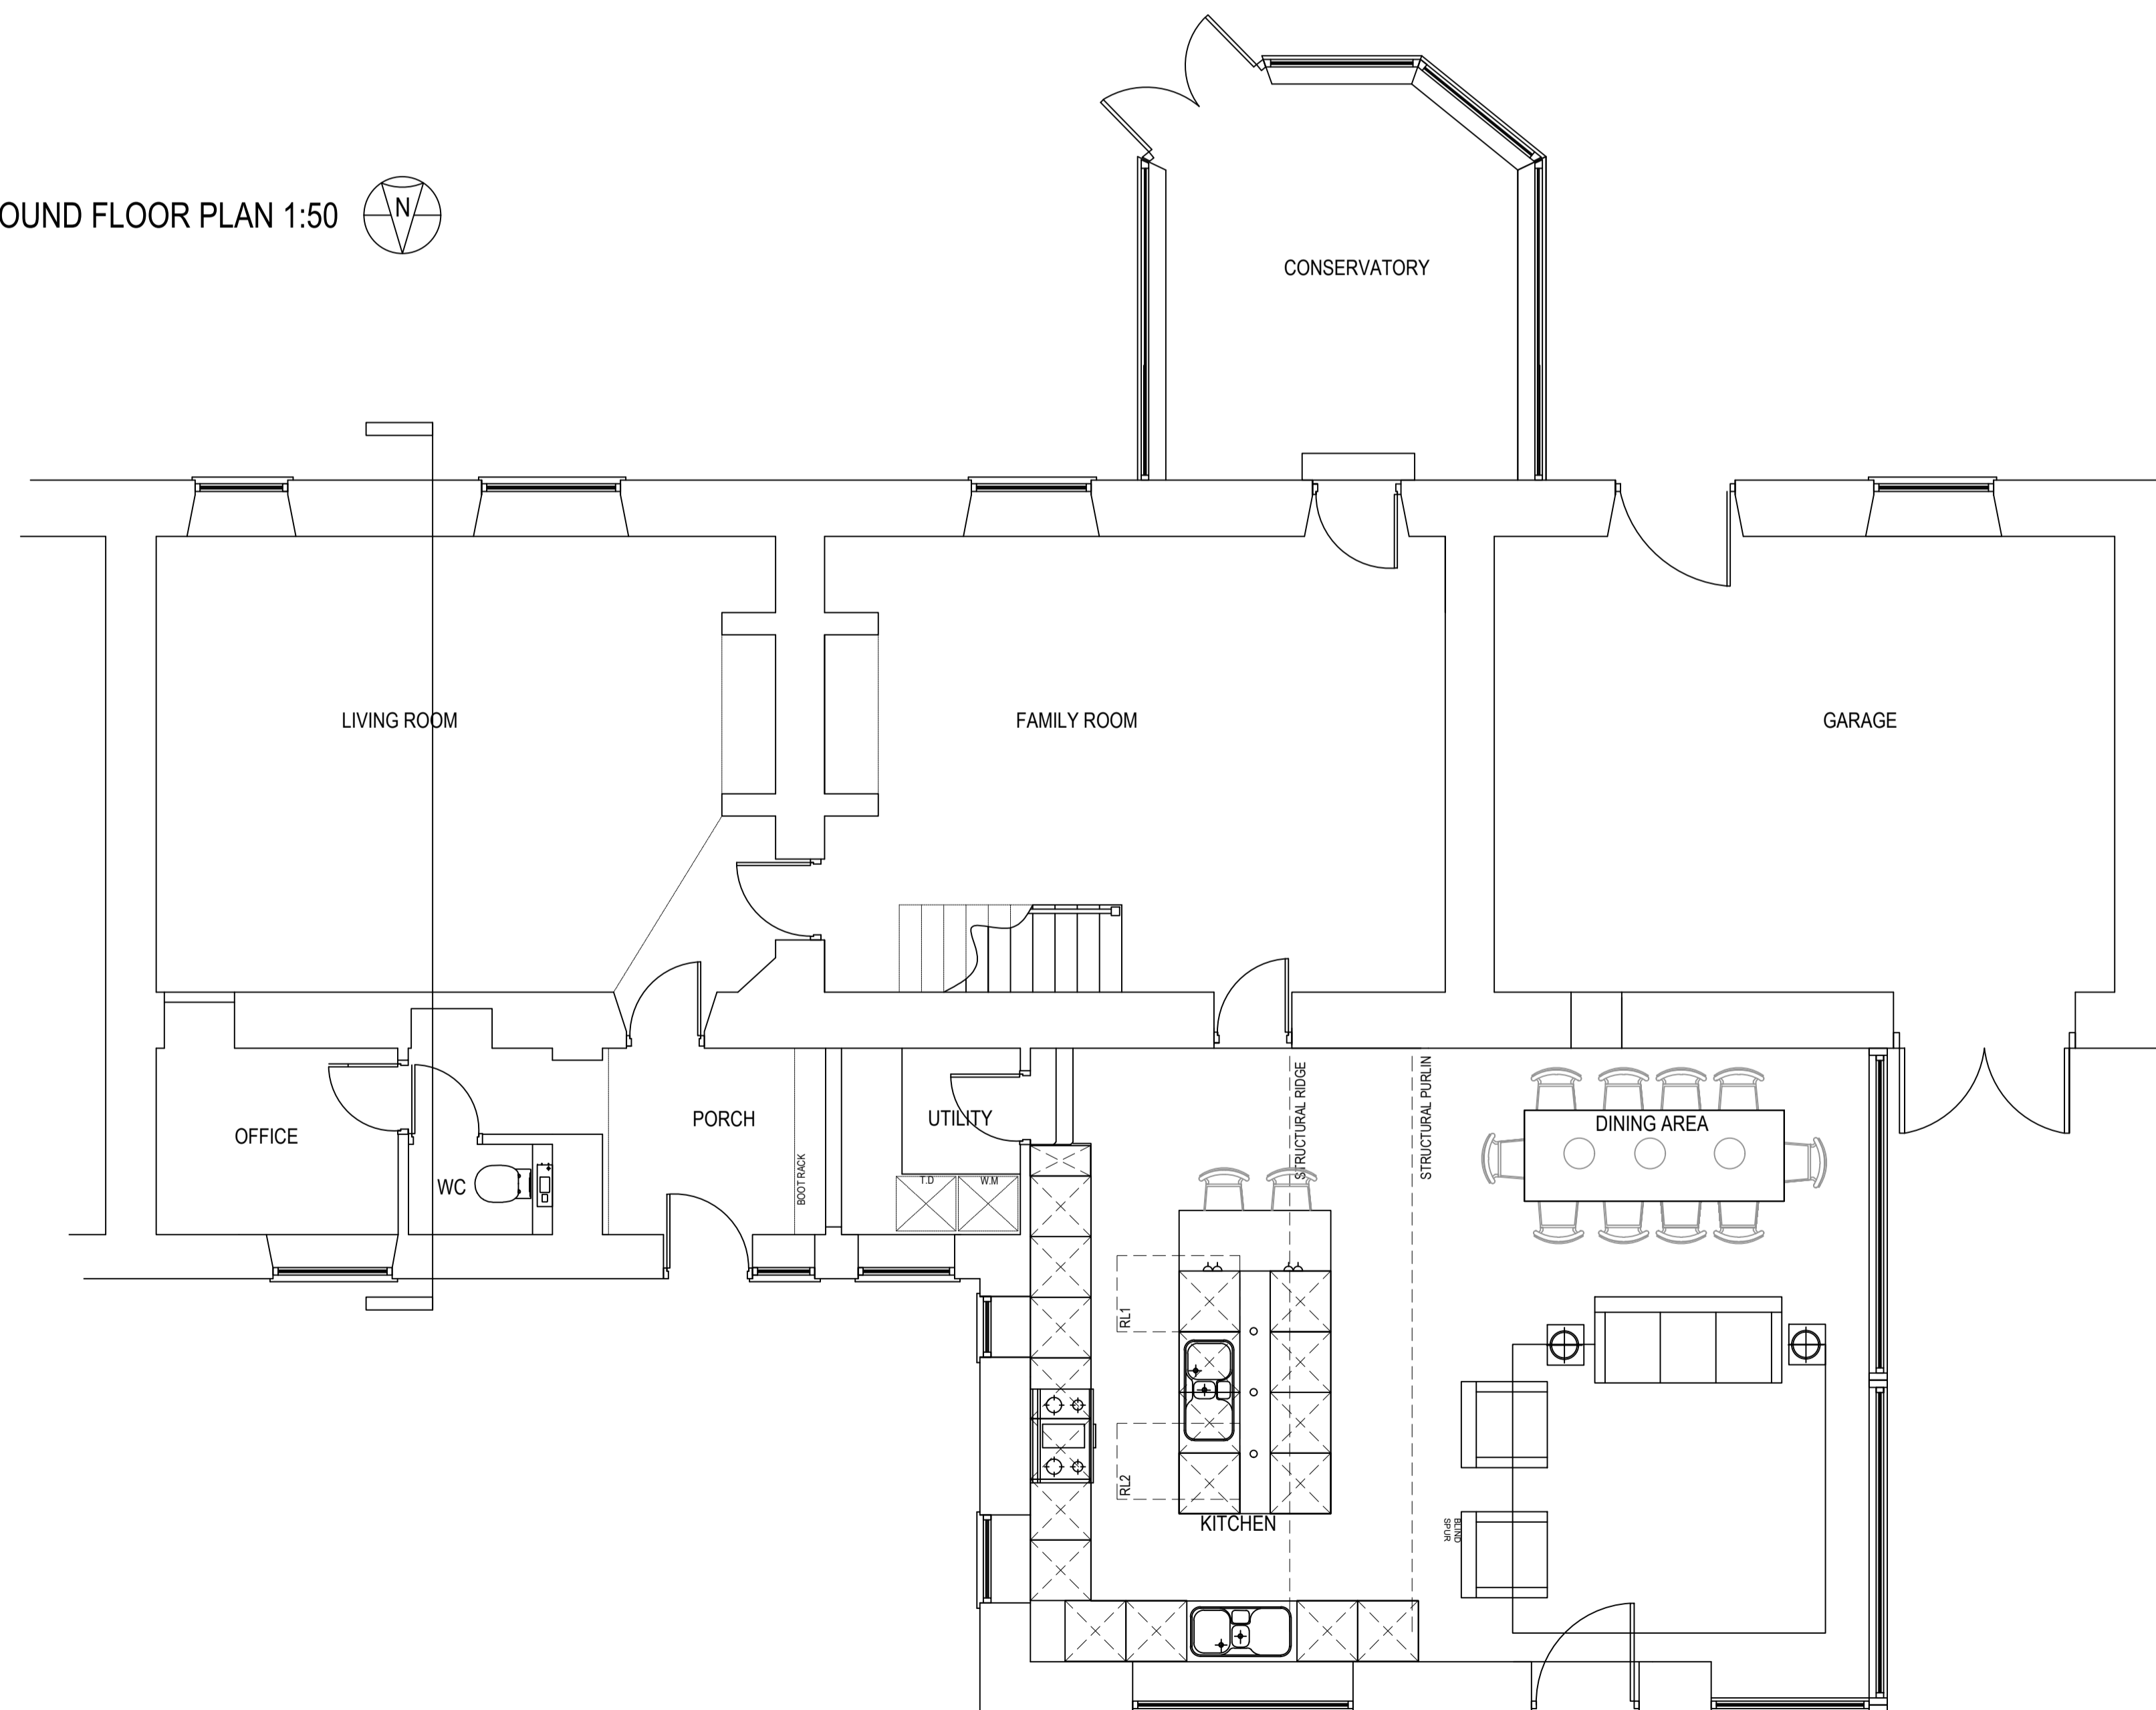 OUND FLOOR PLAN 1:50
N
CONSERVATORY
LIVING ROOM
FAMILY ROOM
GARAGE
STRUCTURAL RIDGE
STRUCTURAL PURLIN
DINING AREA
UTILITY
PORCH
OFFICE
BOOT RACK
WC
T.D
W.M
RL1
RL2
KITCHEN
BLIND
SPUR